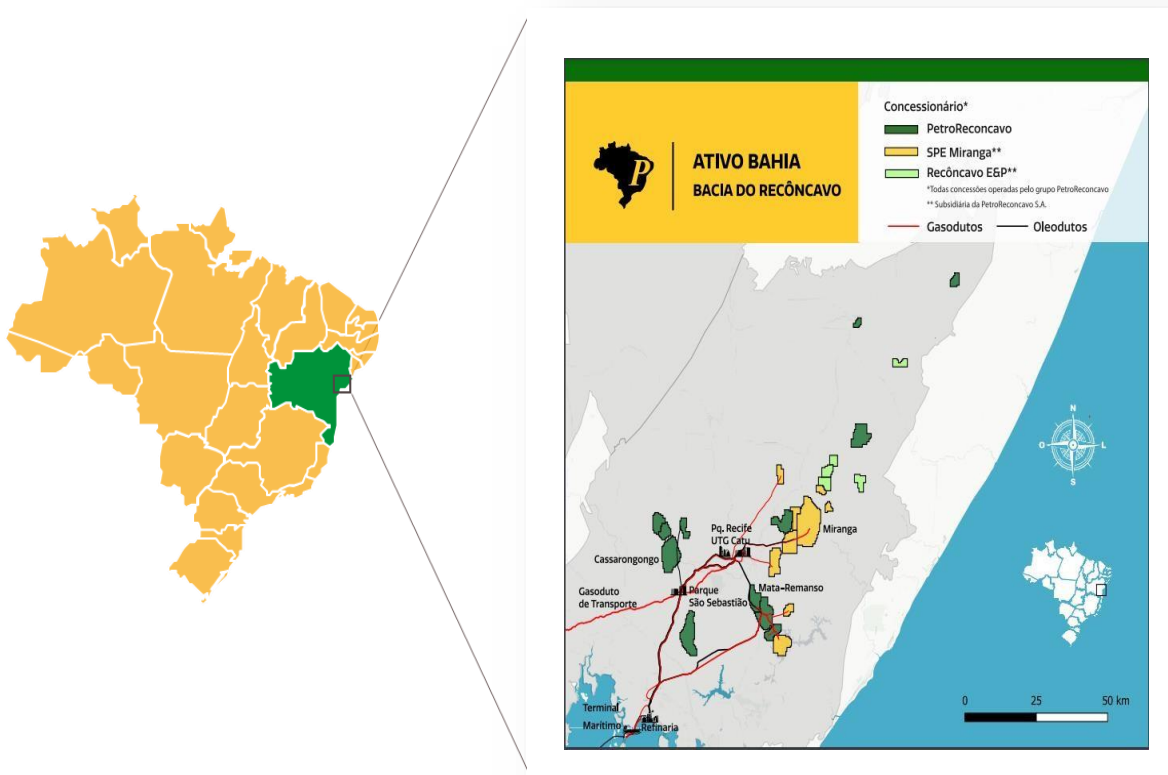 ATIVO BAHIA
BACIA DO RECÔNCAVO
P
Concessionário*
PetroReconcavo
SPE Miranga**
Recôncavo E&P**
*Todas concessões operadas pelo grupo PetroReconcavo
** Subsidiária da PetroReconcavo S.A.
Gasodutos
Oleodutos
N
O
L
S
Pq. Recife
UTG Catu
Miranga
Cassarongongo
Mata-Remanso
Gasoduto
de Transporte
Parque
São Sebastião
Terminal
Marítimo
Refinaria
0 25 50 km